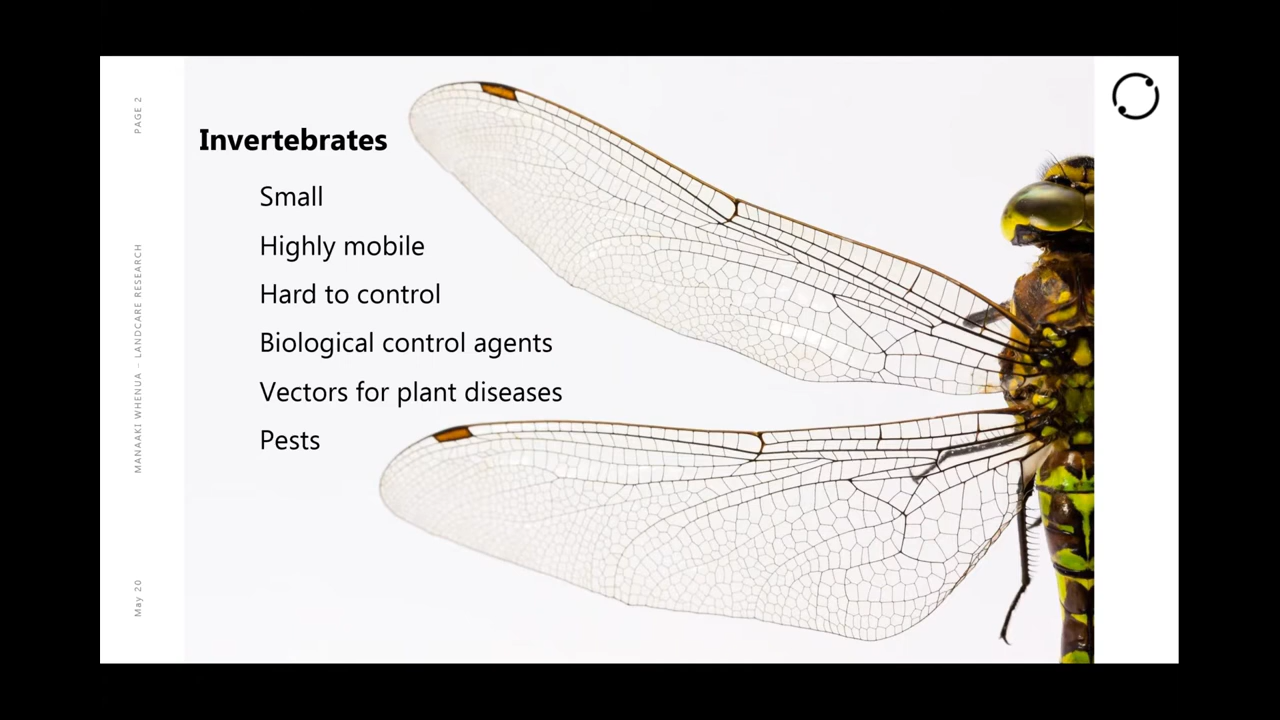 PAGE 2
MANAAKI WHENUA – LANDCARE RESEARCH
May 20
Invertebrates
Small
Highly mobile
Hard to control
Biological control agents
Vectors for plant diseases
Pests